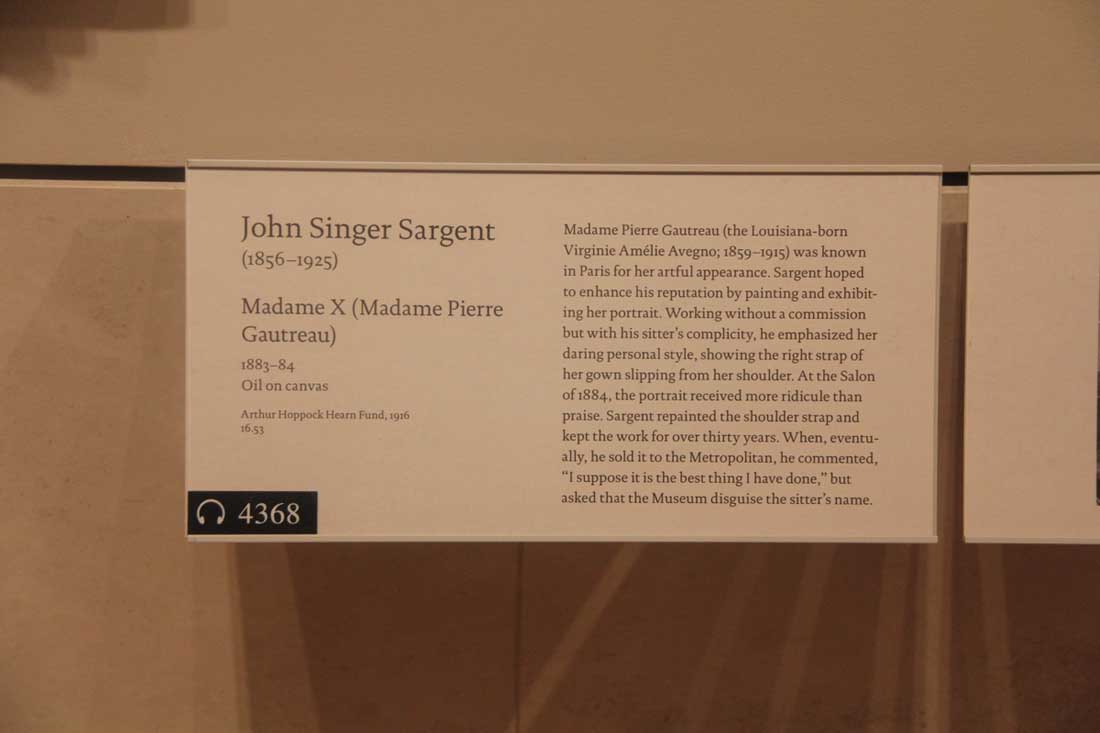 John Singer Sargent
(1856–1925)
Madame X (Madame Pierre
Gautreau)
1883–84
Oil on canvas
Arthur Hoppock Hearn Fund, 1916
16.53
4368
Madame Pierre Gautreau (the Louisiana-born
Virginie Amélie Avegno; 1859–1915) was known
in Paris for her artful appearance. Sargent hoped
to enhance his reputation by painting and exhibit-
ing her portrait. Working without a commission
but with his sitter’s complicity, he emphasized her
daring personal style, showing the right strap of
her gown slipping from her shoulder. At the Salon
of 1884, the portrait received more ridicule than
praise. Sargent repainted the shoulder strap and
kept the work for over thirty years. When, eventu-
ally, he sold it to the Metropolitan, he commented,
“I suppose it is the best thing I have done,” but
asked that the Museum disguise the sitter’s name.